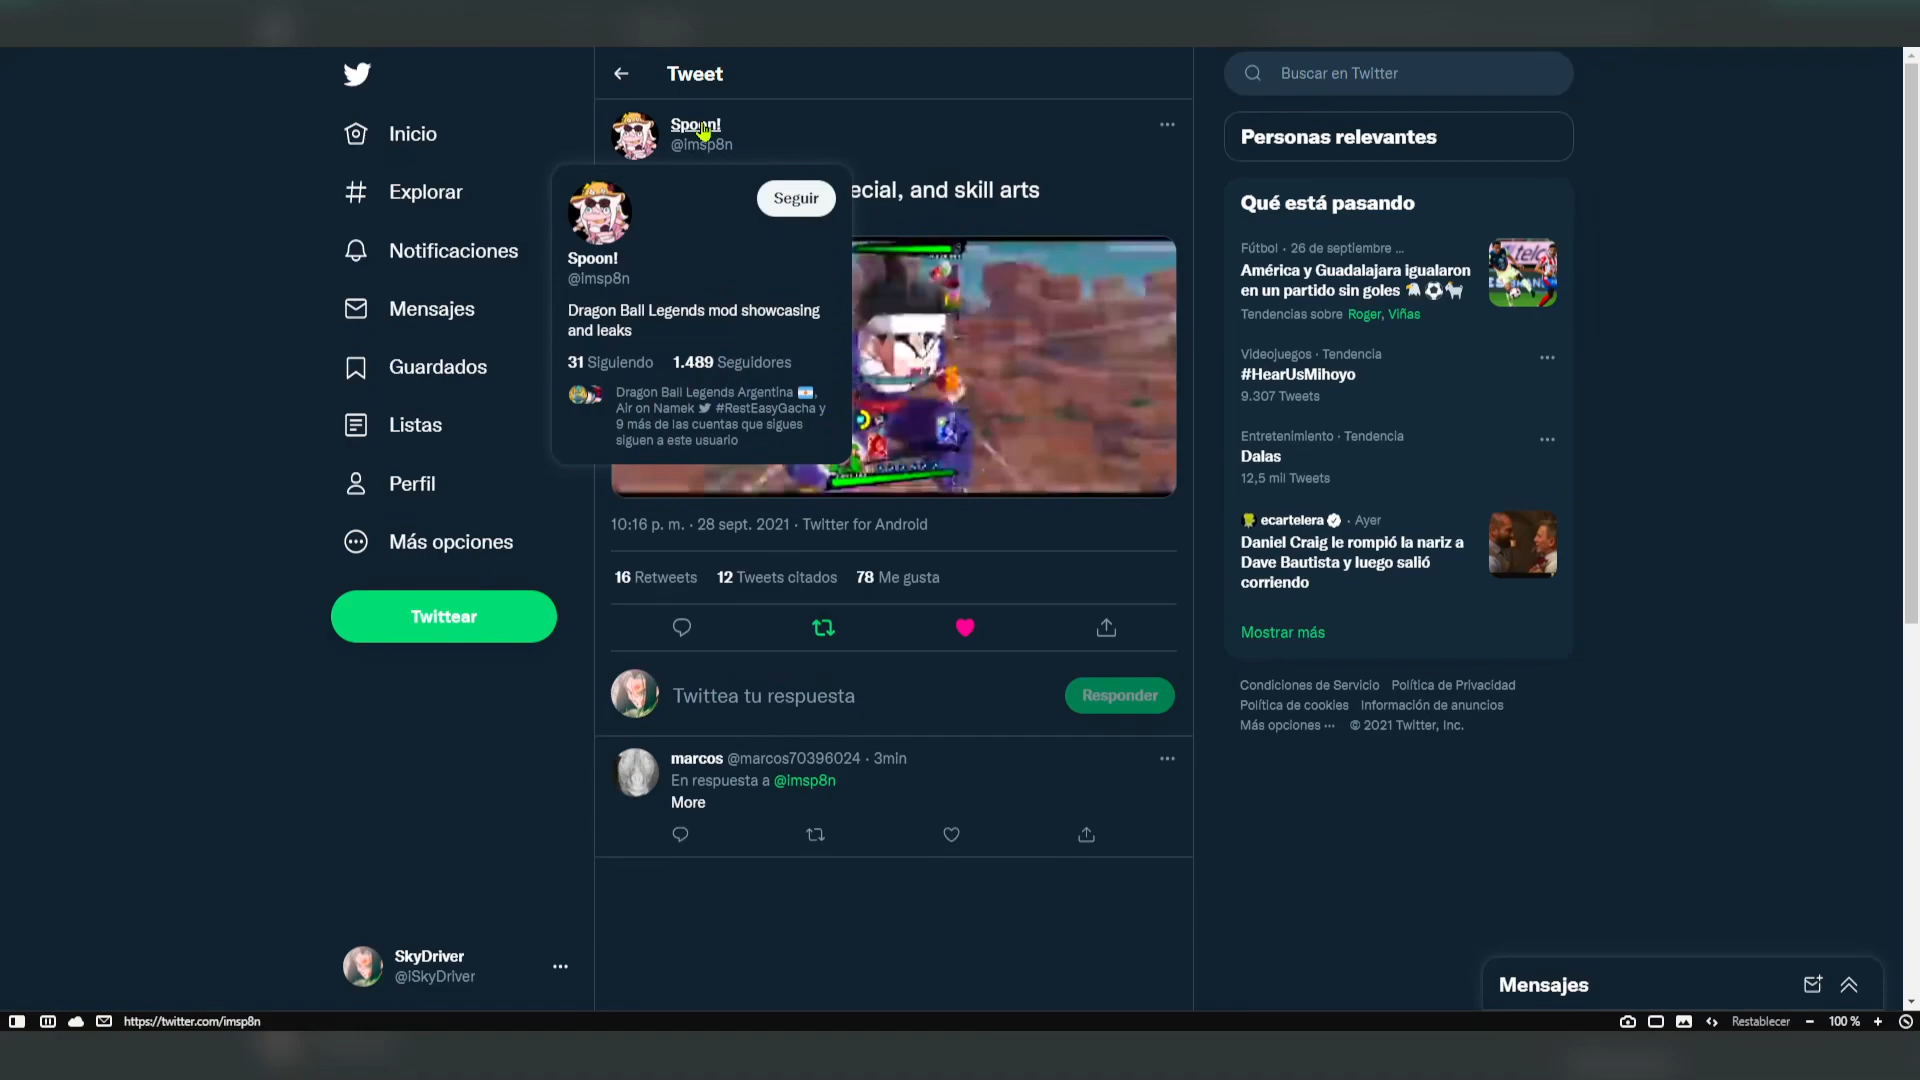 Tweet
Buscar en Twitter
Inicio
Explorar
Notificaciones
Mensajes
Guardados
Listas
Perfil
Más opciones
Twittear
SkyDriver
@iSkyDriver
Spoon!
@imsp8n
ecial, and skill arts
Seguir
Spoon!
@imsp8n
Dragon Ball Legends mod showcasing
and leaks
31 Siguiendo 1.489 Seguidores
Dragon Ball Legends Argentina 🇦🇷,
Air on Namek #RestEasyGacha y
9 más de las cuentas que sigues
siguen a este usuario
10:16 p. m. · 28 sept. 2021 · Twitter for Android
16 Retweets 12 Tweets citados 78 Me gusta
Twittea tu respuesta
Responder
marcos @marcos70396024 · 3min
En respuesta a @imsp8n
More
Personas relevantes
Qué está pasando
Fútbol · 26 de septiembre ...
América y Guadalajara igualaron
en un partido sin goles 🦅⚽🐐
Tendencias sobre Roger, Viñas
Videojuegos · Tendencia
#HearUsMihoyo
9.307 Tweets
Entretenimiento · Tendencia
Dalas
12,5 mil Tweets
ecartelera · Ayer
Daniel Craig le rompió la nariz a
Dave Bautista y luego salió
corriendo
Mostrar más
Condiciones de Servicio Política de Privacidad
Política de cookies Información de anuncios
Más opciones ··· © 2021 Twitter, Inc.
Mensajes
https://twitter.com/imsp8n
Restablecer
100 %